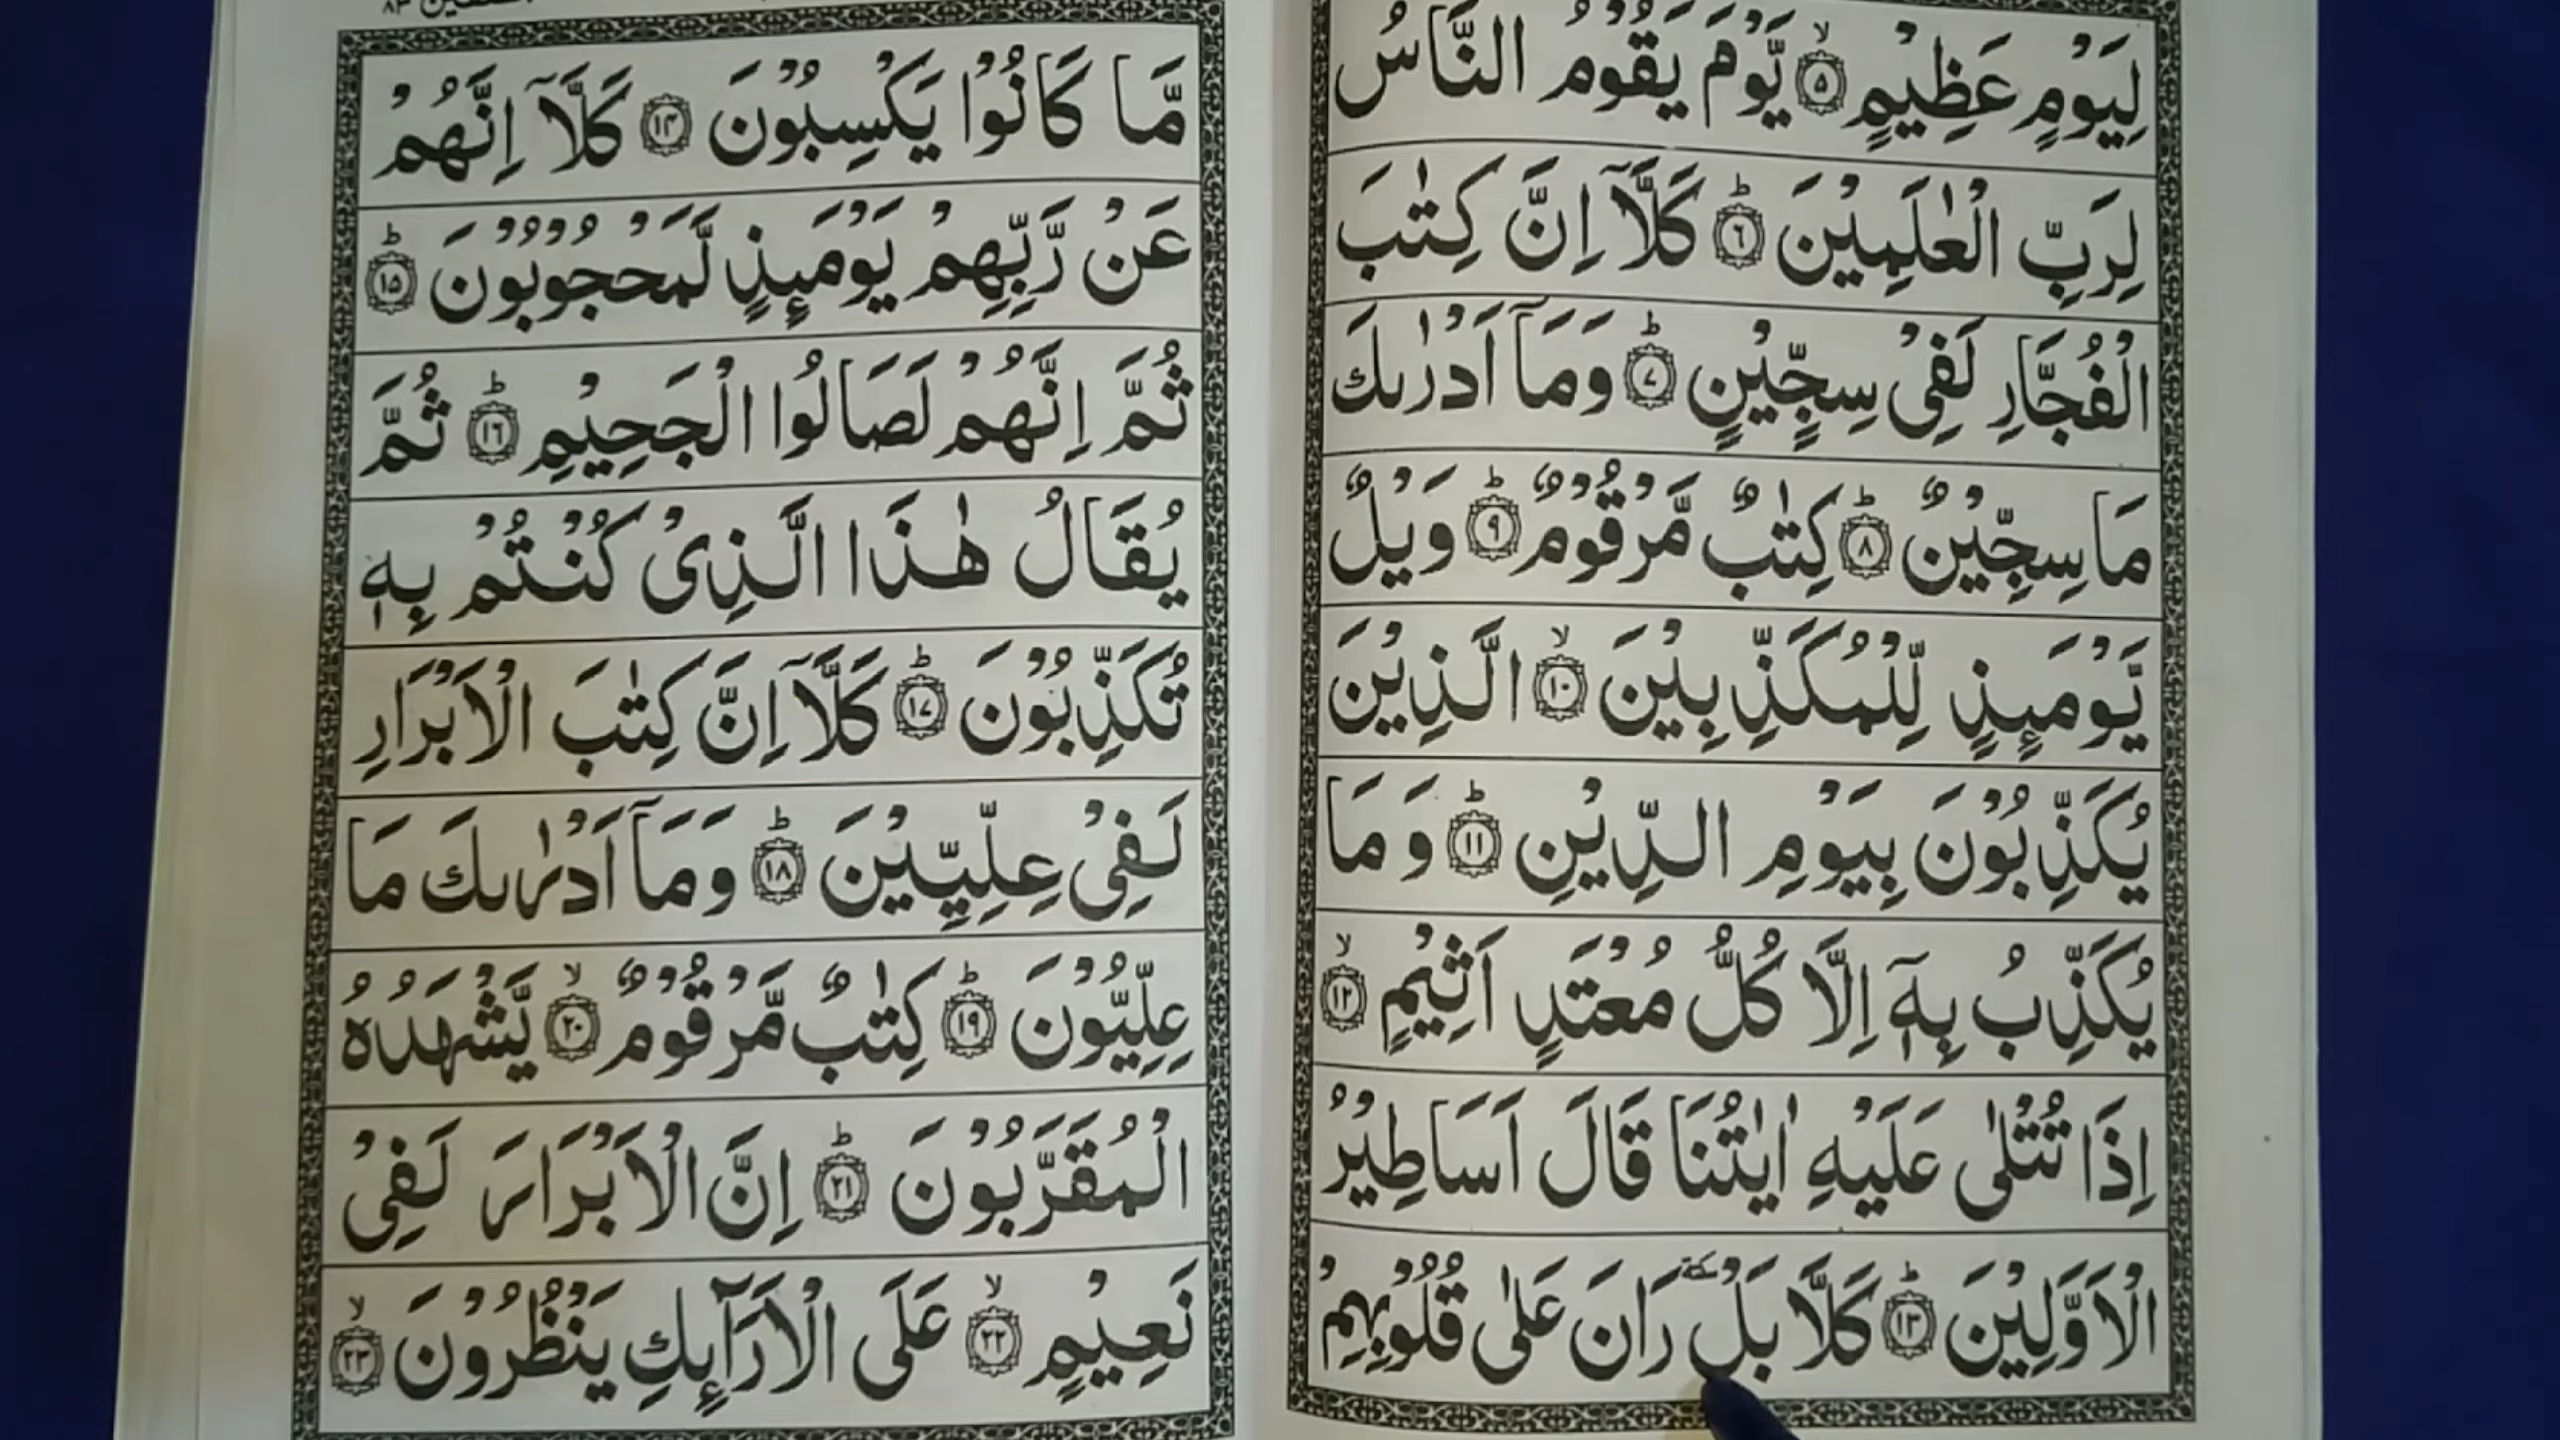 لِيَوْمٍ عَظِيْمٍ ۙ‏﴿۵﴾ يَّوْمَ يَقُوْمُ النَّاسُ
لِرَبِّ الْعٰلَمِيْنَ ؕ‏﴿۶﴾ كَلَّاۤ اِنَّ كِتٰبَ
الْفُجَّارِ لَفِيْ سِجِّيْنٍ ؕ‏﴿۷﴾ وَمَاۤ اَدْرٰىكَ
مَا سِجِّيْنٌ ؕ‏﴿۸﴾ كِتٰبٌ مَّرْقُوْمٌ ؕ‏﴿۹﴾ وَيْلٌ
يَّوْمَئِذٍ لِّلْمُكَذِّبِيْنَ ۙ‏﴿۱۰﴾ الَّذِيْنَ
يُكَذِّبُوْنَ بِيَوْمِ الدِّيْنِ ؕ‏﴿۱۱﴾ وَمَا
يُكَذِّبُ بِهٖۤ اِلَّا كُلُّ مُعْتَدٍ اَثِيْمٍ ۙ‏﴿۱۲﴾
اِذَا تُتْلٰى عَلَيْهِ اٰيٰتُنَا قَالَ اَسَاطِيْرُ
الْاَوَّلِيْنَ ؕ‏﴿۱۳﴾ كَلَّا بَلْ ٚ رَانَ عَلٰى قُلُوْبِهِمْ
مَّا كَانُوْا يَكْسِبُوْنَ ‏﴿۱۴﴾ كَلَّاۤ اِنَّهُمْ
عَنْ رَّبِّهِمْ يَوْمَئِذٍ لَّمَحْجُوْبُوْنَ ؕ‏﴿۱۵﴾
ثُمَّ اِنَّهُمْ لَصَالُوا الْجَحِيْمِ ؕ‏﴿۱۶﴾ ثُمَّ
يُقَالُ هٰذَا الَّذِيْ كُنْتُمْ بِهٖ
تُكَذِّبُوْنَ ؕ‏﴿۱۷﴾ كَلَّاۤ اِنَّ كِتٰبَ الْاَبْرَارِ
لَفِيْ عِلِّيِّيْنَ ؕ‏﴿۱۸﴾ وَمَاۤ اَدْرٰىكَ مَا
عِلِّيُّوْنَ ؕ‏﴿۱۹﴾ كِتٰبٌ مَّرْقُوْمٌ ۙ‏﴿۲۰﴾ يَّشْهَدُهُ
الْمُقَرَّبُوْنَ ؕ‏﴿۲۱﴾ اِنَّ الْاَبْرَارَ لَفِيْ
نَعِيْمٍ ۙ‏﴿۲۲﴾ عَلَى الْاَرَآئِكِ يَنْظُرُوْنَ ۙ‏﴿۲۳﴾